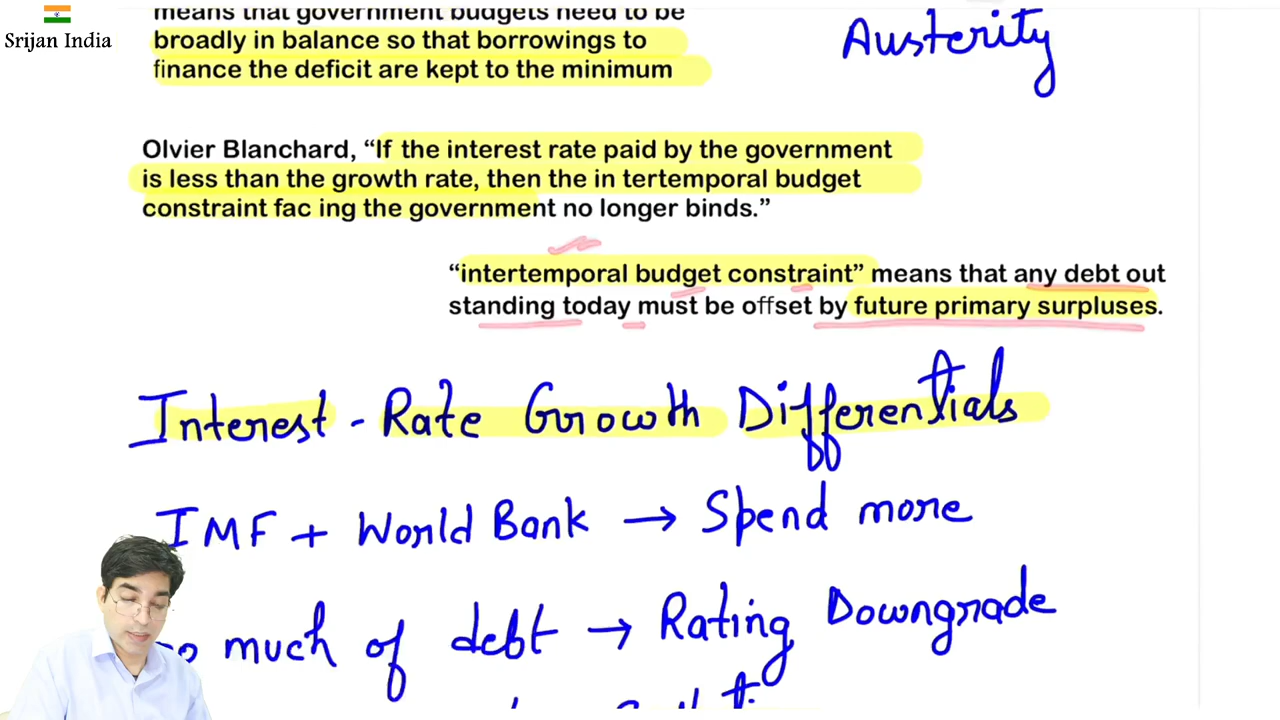 Srijan India
means that government budgets need to be
broadly in balance so that borrowings to
finance the deficit are kept to the minimum
Austerity
Olvier Blanchard, “If the interest rate paid by the government
is less than the growth rate, then the in tertemporal budget
constraint fac ing the government no longer binds.”
“intertemporal budget constraint” means that any debt out
standing today must be offset by future primary surpluses.
Interest - Rate Growth Differentials
IMF + World Bank → Spend more
much of debt → Rating Downgrade